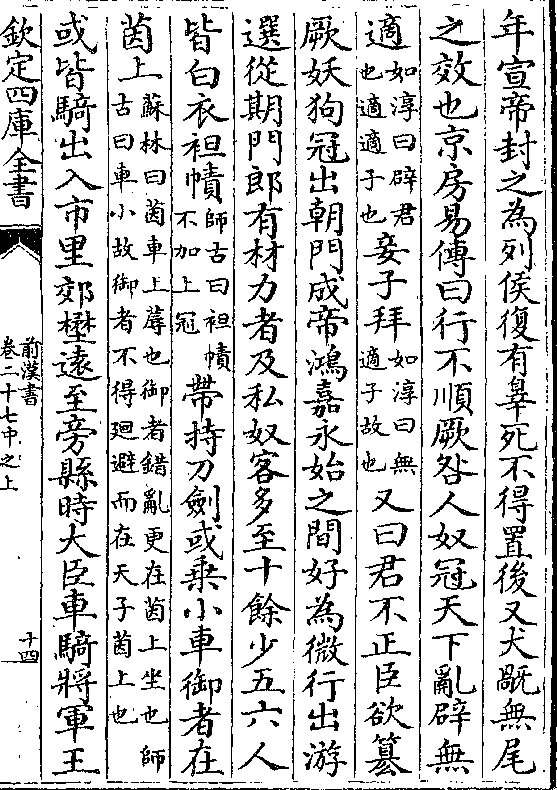 年宣帝封之為列侯復有辠死不得置後又犬䄡無尾
之效也京房易傳曰行不順厥咎人奴冠天下亂辟無
適如淳曰辟君也適適子也妾子拜如淳曰無適子故也又曰君不正臣欲簒
厥妖狗冠出朝門成帝鴻嘉永始之間好為微行出游
選從期門郎有材力者及私奴客多至十餘少五六人
皆白衣袒幘師古曰袒幘不加上冠帶持刀劍或乗小車御者在
茵上蘇林曰茵車上蓐也御者錯亂更在茵上坐也師古曰車小故御者不得廻避而在天子茵上也
或皆騎出入市里郊壄逺至旁縣時大臣車騎將軍王
欽定四庫全書
前漢書
卷二十七中之上
十四